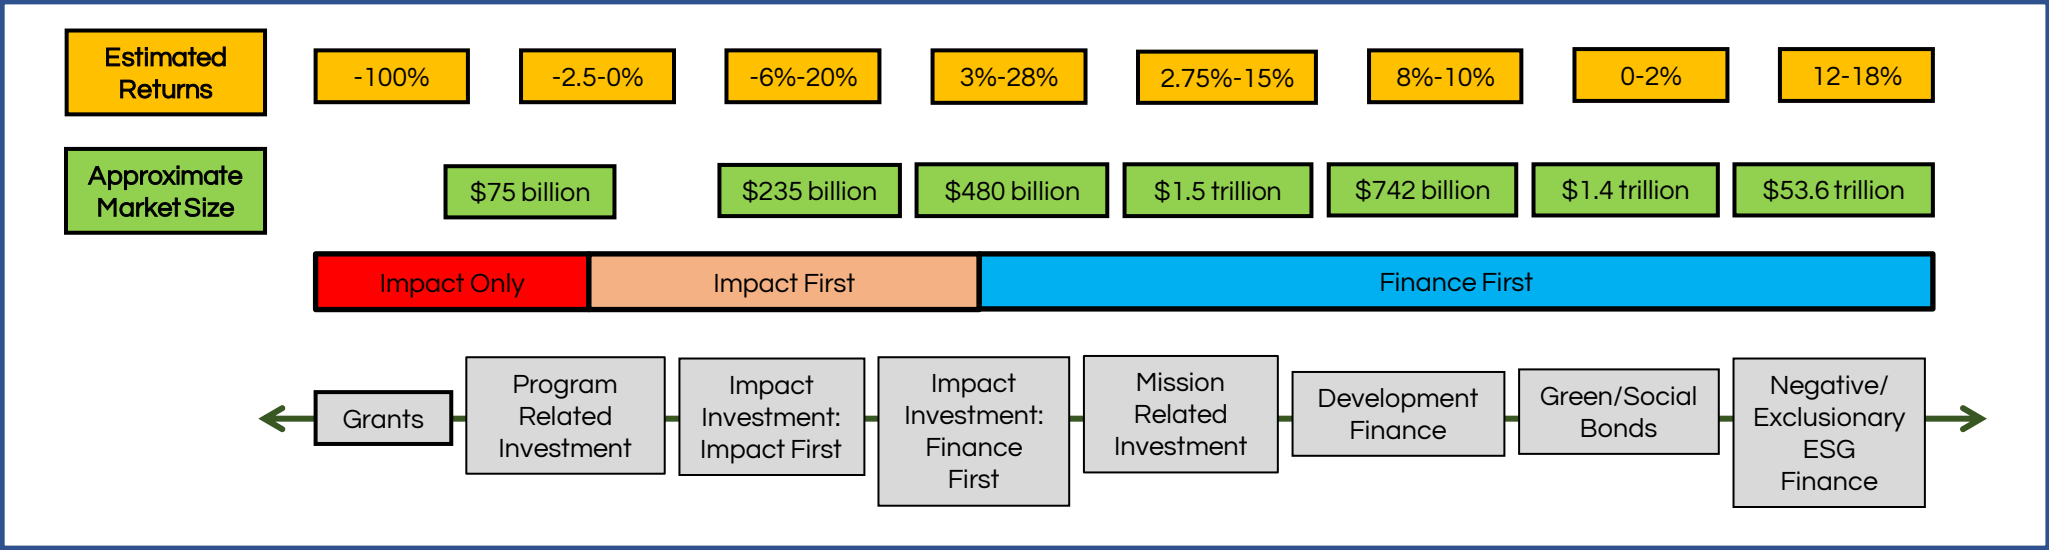 Estimated
Returns
-100%
-2.5-0%
-6%-20%
3%-28%
2.75%-15%
8%-10%
0-2%
12-18%
Approximate
Market Size
$75 billion
$235 billion
$480 billion
$1.5 trillion
$742 billion
$1.4 trillion
$53.6 trillion
Impact Only
Impact First
Finance First
Grants
Program
Related
Investment
Impact
Investment:
Impact First
Impact
Investment:
Finance
First
Mission
Related
Investment
Development
Finance
Green/Social
Bonds
Negative/
Exclusionary
ESG
Finance